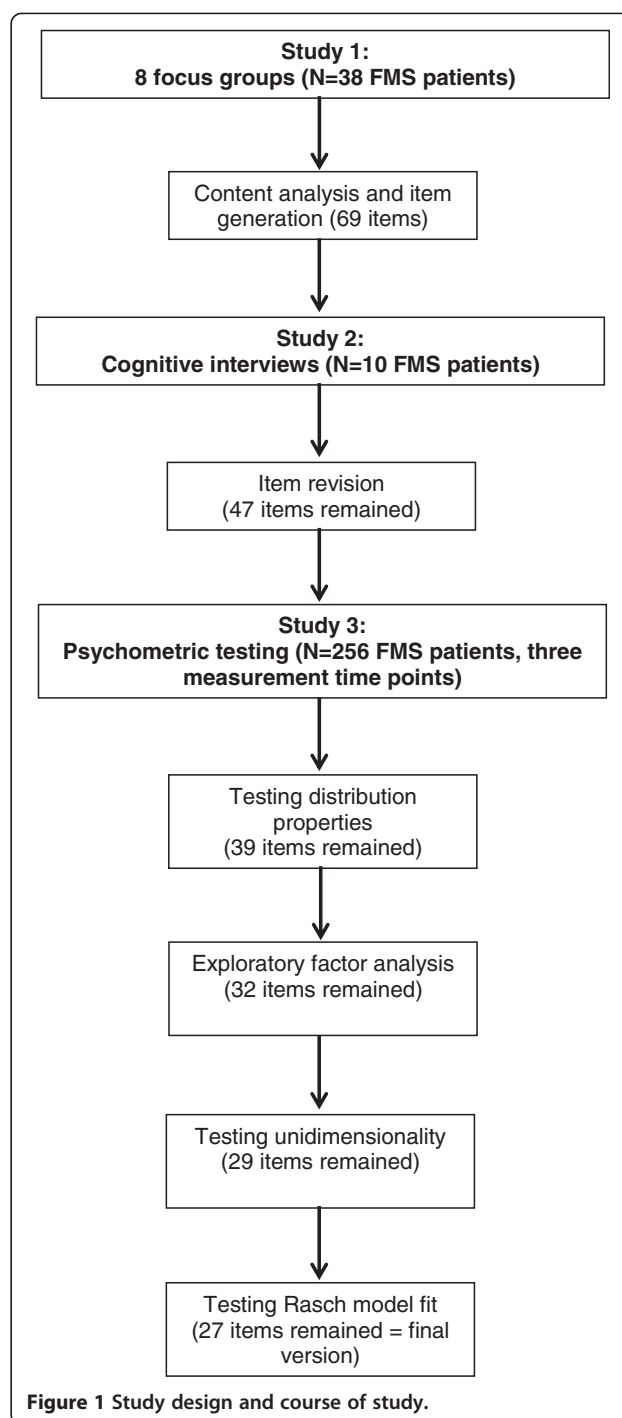 Study 1:
8 focus groups (N=38 FMS patients)
Content analysis and item
generation (69 items)
Study 2:
Cognitive interviews (N=10 FMS patients)
Item revision
(47 items remained)
Study 3:
Psychometric testing (N=256 FMS patients, three
measurement time points)
Testing distribution
properties
(39 items remained)
Exploratory factor analysis
(32 items remained)
Testing unidimensionality
(29 items remained)
Testing Rasch model fit
(27 items remained = final
version)
Figure 1 Study design and course of study.